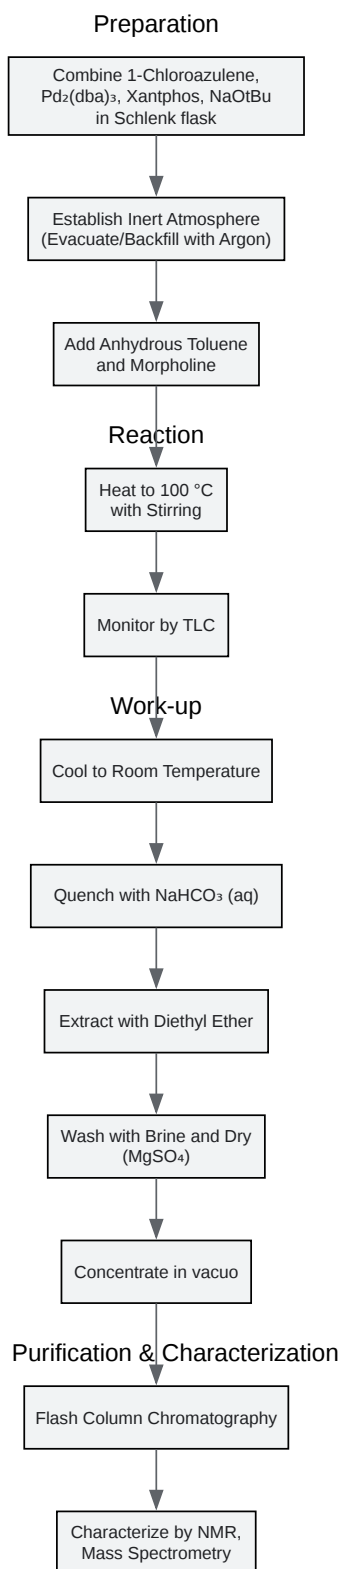 Preparation
Combine 1-Chloroazulene,
Pd₂(dba)₃, Xantphos, NaOtBu
in Schlenk flask
Establish Inert Atmosphere
(Evacuate/Backfill with Argon)
Add Anhydrous Toluene
and Morpholine
Reaction
Heat to 100 °C
with Stirring
Monitor by TLC
Work-up
Cool to Room Temperature
Quench with NaHCO₃ (aq)
Extract with Diethyl Ether
Wash with Brine and Dry
(MgSO₄)
Concentrate in vacuo
Purification & Characterization
Flash Column Chromatography
Characterize by NMR,
Mass Spectrometry